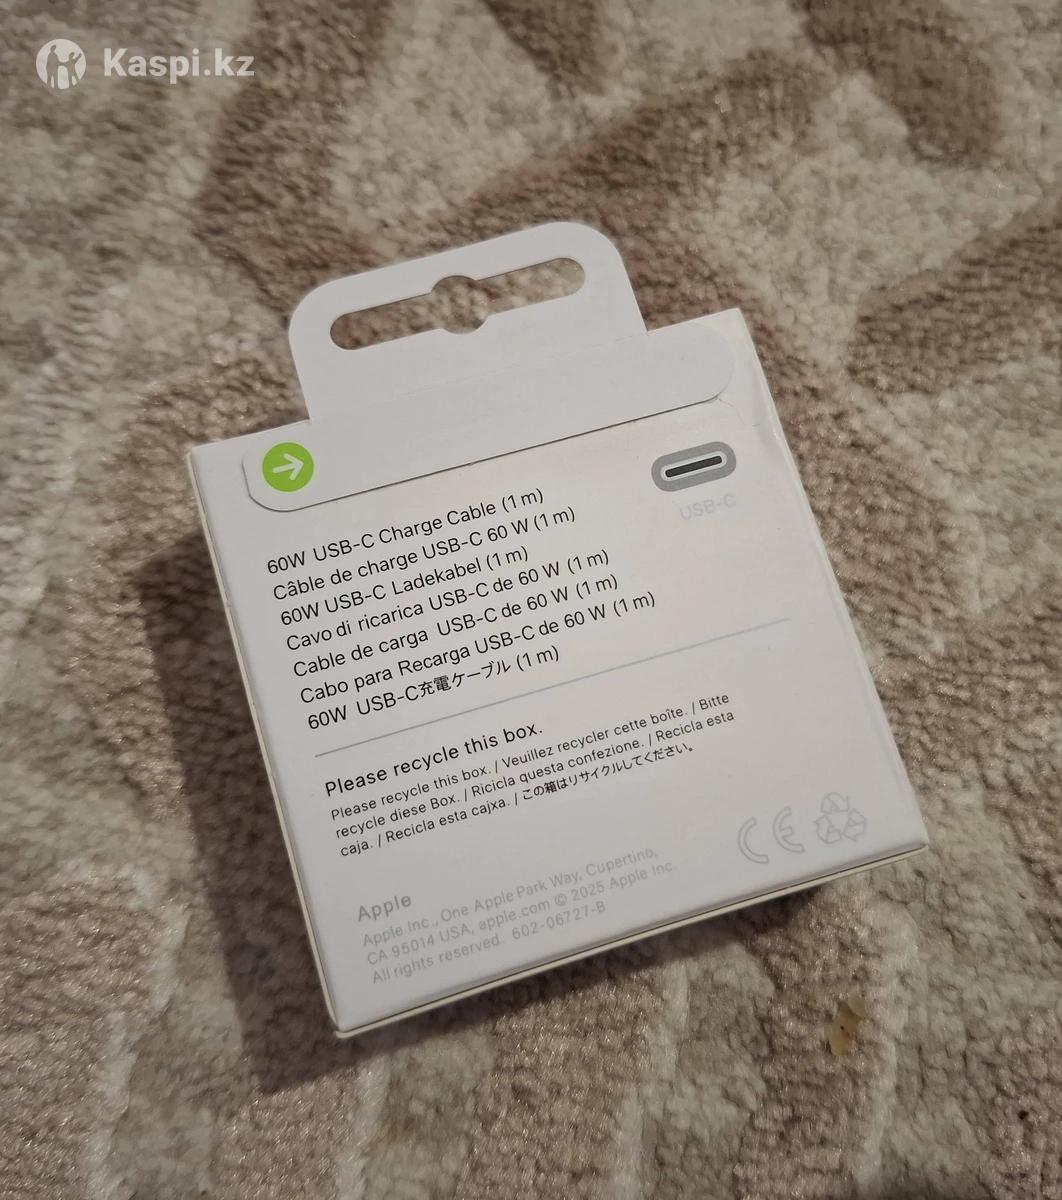 Kaspi.kz
60W USB-C Charge Cable (1 m)
Câble de charge USB-C 60 W (1 m)
60W USB-C Ladekabel (1 m)
Cavo di ricarica USB-C de 60 W (1 m)
Cable de carga USB-C de 60 W (1 m)
Cabo para Recarga USB-C de 60 W (1 m)
60W USB-C充電ケーブル (1 m)
USB-C
Please recycle this box.
Please recycle this box. / Veuillez recycler cette boîte. / Bitte
recycle diese Box. / Ricicla questa confezione. / Recicla esta
caja. / Recicla esta cajxa. / この箱はリサイクルしてください。
Apple
Apple Inc., One Apple Park Way, Cupertino,
CA 95014 USA, apple.com © 2025 Apple Inc.
All rights reserved. 602-06727-B
CE